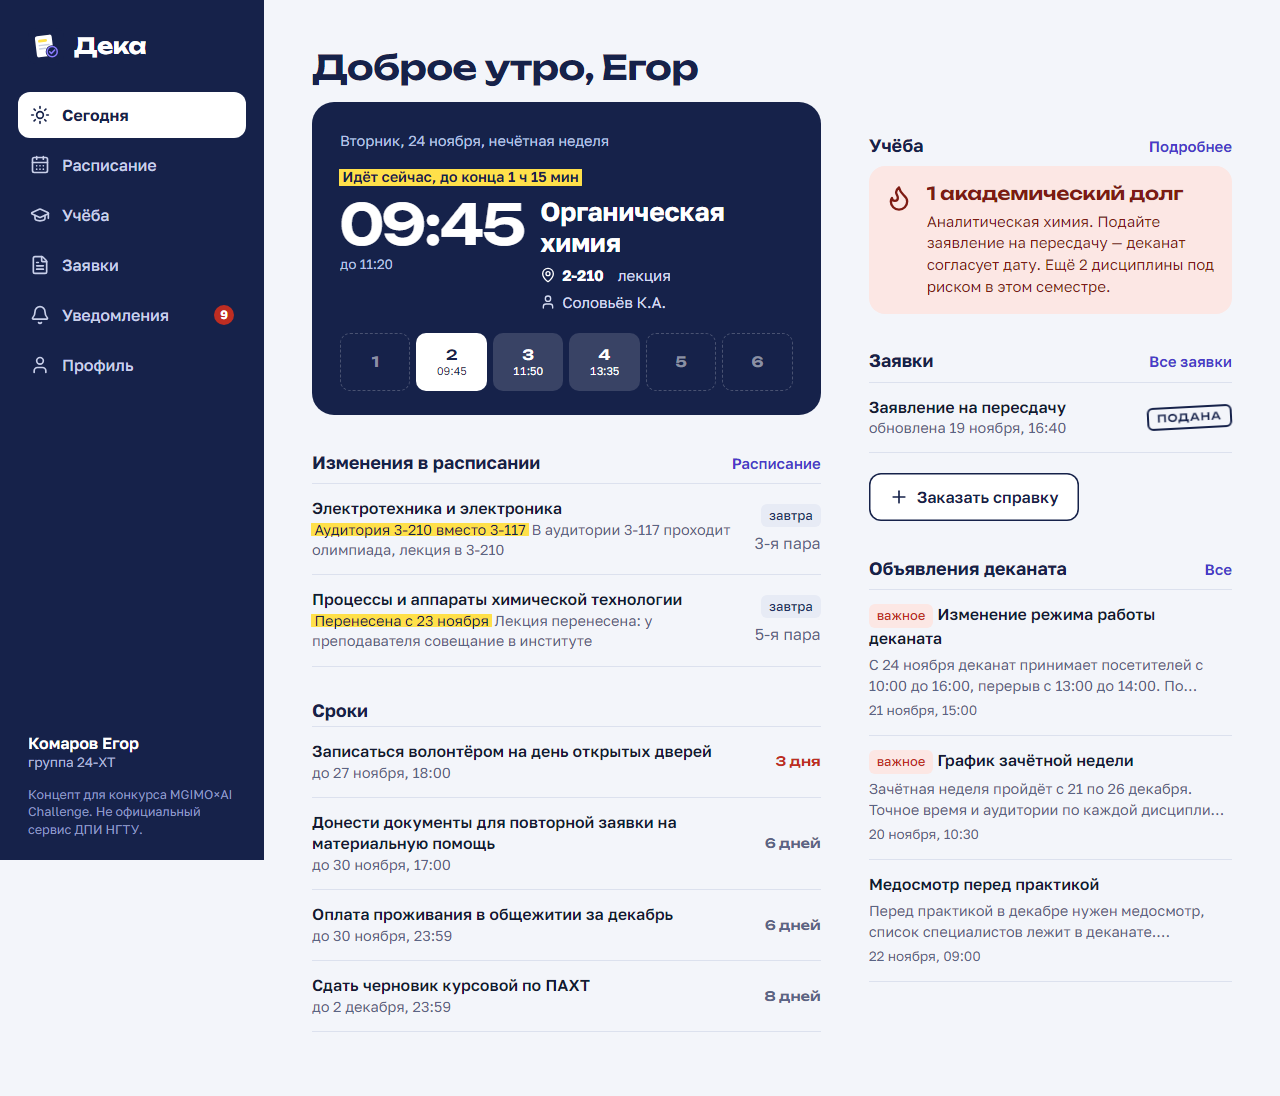 Дека
Сегодня
Расписание
Учёба
Заявки
Уведомления 9
Профиль
Комаров Егор
группа 24-ХТ
Концепт для конкурса MGIMO×AI
Challenge. Не официальный
сервис ДПИ НГТУ.
Доброе утро, Егор
Вторник, 24 ноября, нечётная неделя
Идёт сейчас, до конца 1 ч 15 мин
09:45
до 11:20
Органическая
химия
2-210 лекция
Соловьёв К.А.
1
2
09:45
3
11:50
4
13:35
5
6
Изменения в расписании Расписание
Электротехника и электроника
Аудитория 3-210 вместо 3-117 В аудитории 3-117 проходит
олимпиада, лекция в 3-210
завтра
3-я пара
Процессы и аппараты химической технологии
Перенесена с 23 ноября Лекция перенесена: у
преподавателя совещание в институте
завтра
5-я пара
Сроки
Записаться волонтёром на день открытых дверей
до 27 ноября, 18:00
3 дня
Донести документы для повторной заявки на
материальную помощь
до 30 ноября, 17:00
6 дней
Оплата проживания в общежитии за декабрь
до 30 ноября, 23:59
6 дней
Сдать черновик курсовой по ПАХТ
до 2 декабря, 23:59
8 дней
Учёба Подробнее
1 академический долг
Аналитическая химия. Подайте
заявление на пересдачу — деканат
согласует дату. Ещё 2 дисциплины под
риском в этом семестре.
Заявки Все заявки
Заявление на пересдачу
обновлена 19 ноября, 16:40
ПОДАНА
Заказать справку
Объявления деканата Все
важное Изменение режима работы
деканата
С 24 ноября деканат принимает посетителей с
10:00 до 16:00, перерыв с 13:00 до 14:00. По…
21 ноября, 15:00
важное График зачётной недели
Зачётная неделя пройдёт с 21 по 26 декабря.
Точное время и аудитории по каждой дисципли…
20 ноября, 10:30
Медосмотр перед практикой
Перед практикой в декабре нужен медосмотр,
список специалистов лежит в деканате.…
22 ноября, 09:00